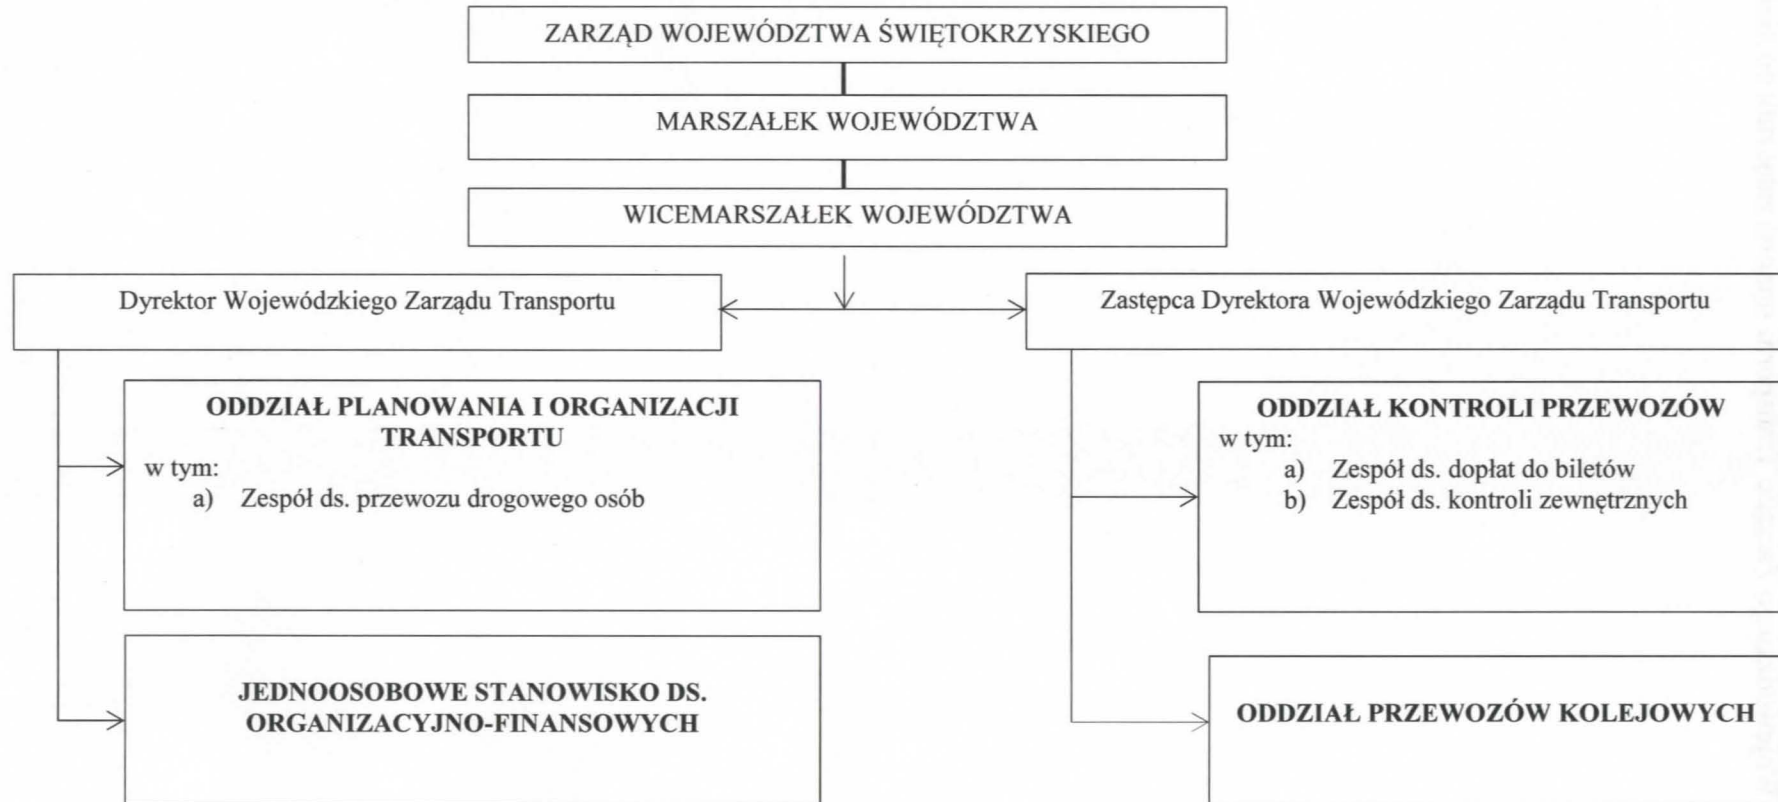 ZARZĄD WOJEWÓDZTWA ŚWIĘTOKRZYSKIEGO
MARSZAŁEK WOJEWÓDZTWA
WICEMARSZAŁEK WOJEWÓDZTWA
Dyrektor Wojewódzkiego Zarządu Transportu
Zastępca Dyrektora Wojewódzkiego Zarządu Transportu
ODDZIAŁ PLANOWANIA I ORGANIZACJI
TRANSPORTU
w tym:
a) Zespół ds. przewozu drogowego osób
ODDZIAŁ KONTROLI PRZEWOZÓW
w tym:
a) Zespół ds. dopłat do biletów
b) Zespół ds. kontroli zewnętrznych
JEDNOOSOBOWE STANOWISKO DS.
ORGANIZACYJNO-FINANSOWYCH
ODDZIAŁ PRZEWOZÓW KOLEJOWYCH